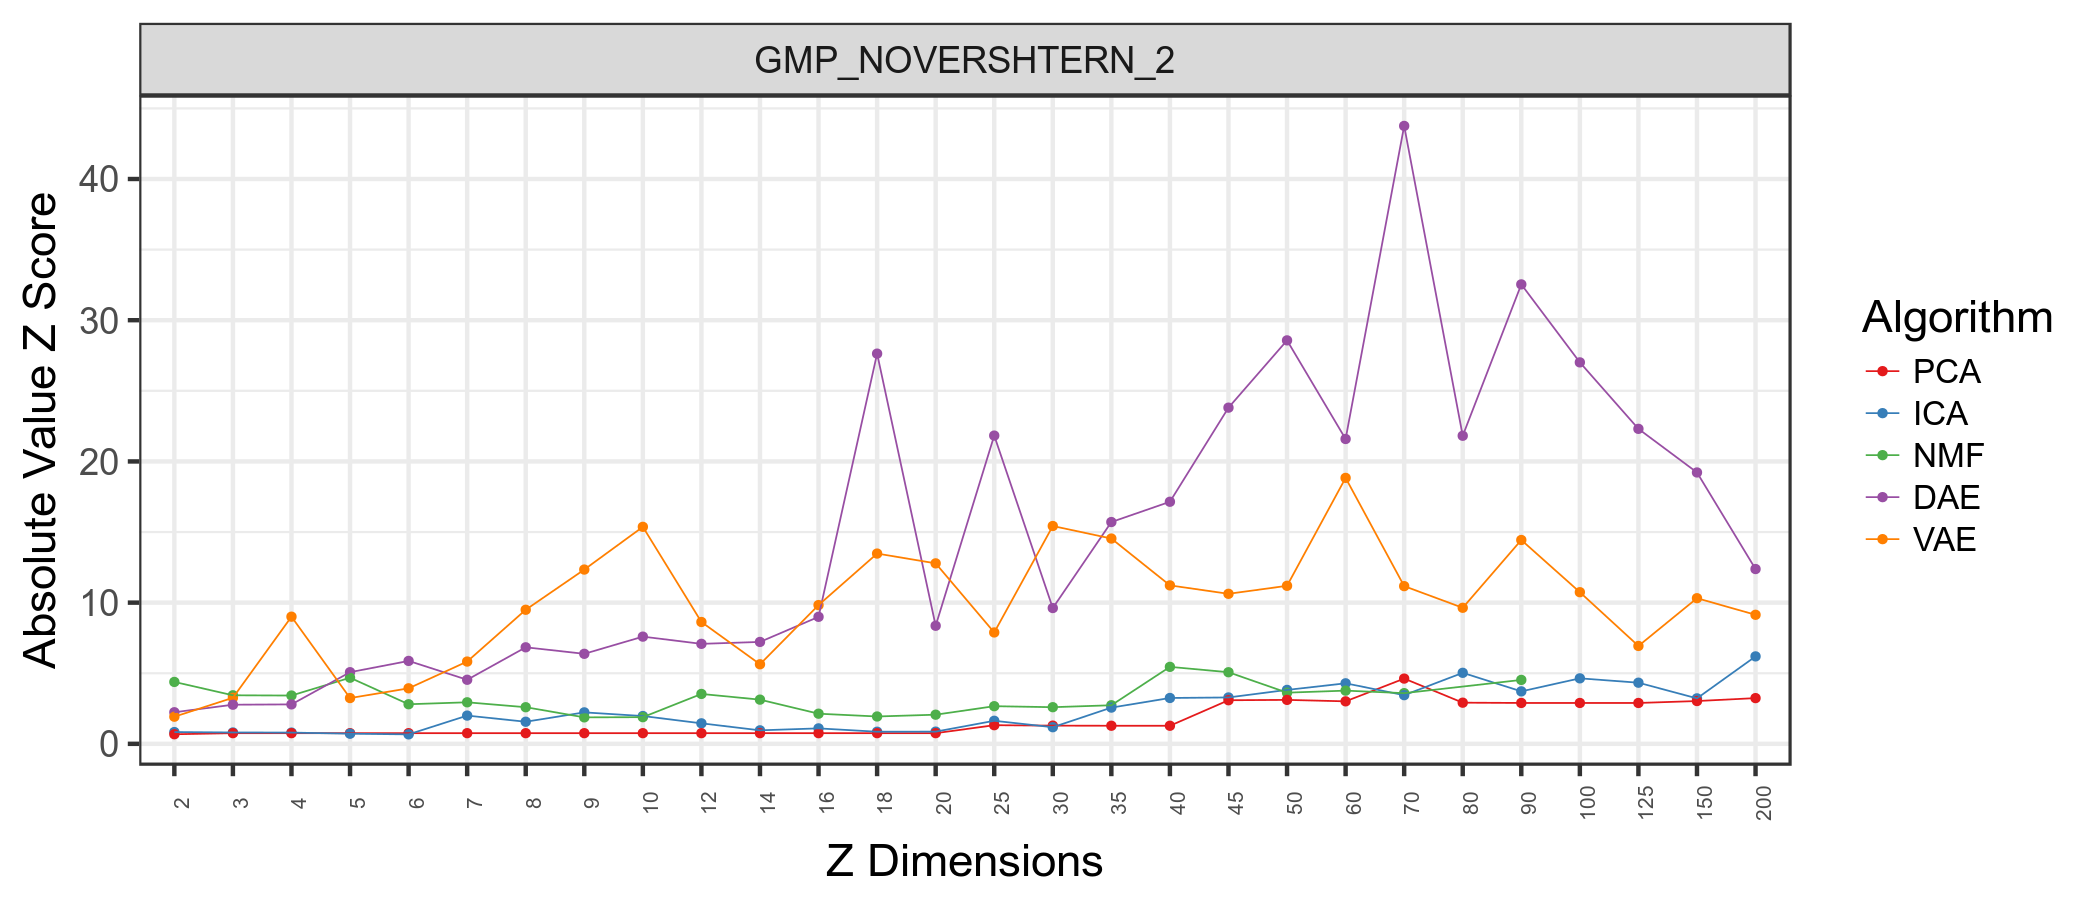 GMP_NOVERSHTERN_2
Absolute Value Z Score
40
30
20
10
0
2 3 4 5 6 7 8 9 10 12 14 16 18 20 25 30 35 40 45 50 60 70 80 90 100 125 150 200
Z Dimensions
Algorithm
PCA
ICA
NMF
DAE
VAE